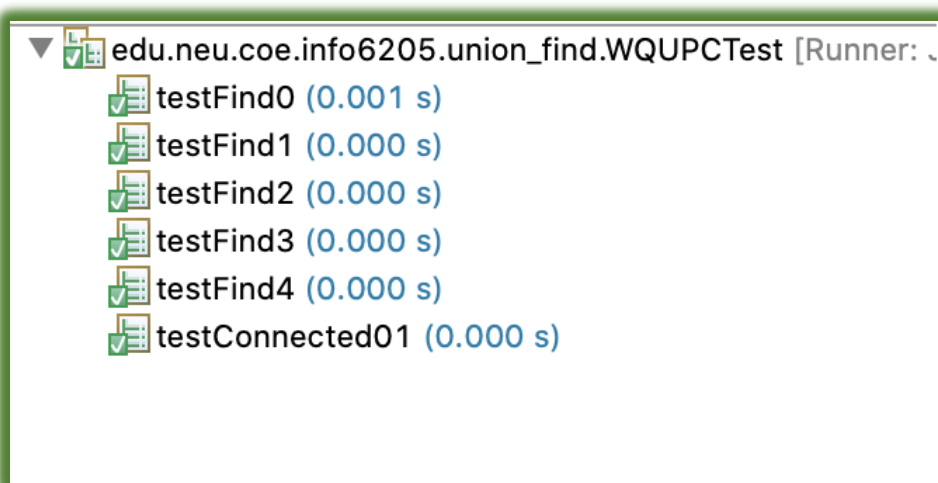 edu.neu.coe.info6205.union_find.WQUPCTest [Runner:
testFind0 (0.001 s)
testFind1 (0.000 s)
testFind2 (0.000 s)
testFind3 (0.000 s)
testFind4 (0.000 s)
testConnected01 (0.000 s)